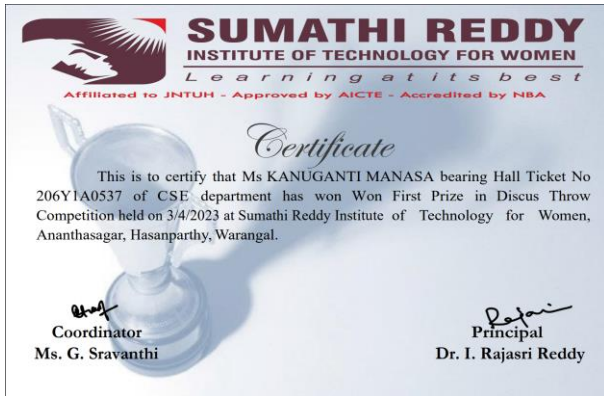 SUMATHI REDDY
INSTITUTE OF TECHNOLOGY FOR WOMEN
Learning at its best
Affiliated to JNTUH - Approved by AICTE - Accredited by NBA
Certificate
This is to certify that Ms KANUGANTI MANASA bearing Hall Ticket No
206Y1A0537 of CSE department has won Won First Prize in Discus Throw
Competition held on 3/4/2023 at Sumathi Reddy Institute of Technology for Women,
Ananthasagar, Hasanparthy, Warangal.
Coordinator
Ms. G. Sravanthi
Principal
Dr. I. Rajasri Reddy